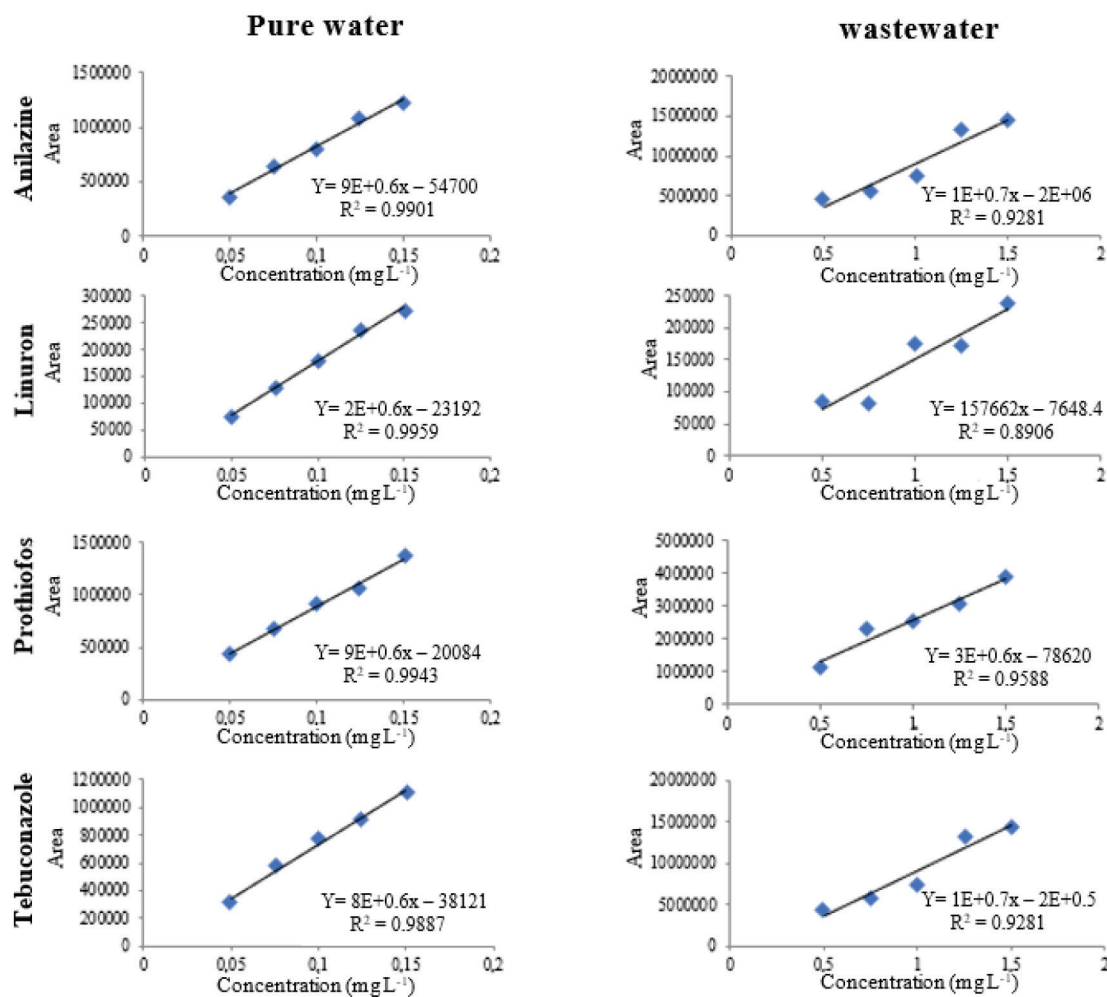 Pure water
wastewater
Anilazine
Area
1500000
1000000
500000
0
0
0,05
0,1
0,15
0,2
Y= 9E+0.6x – 54700
R² = 0.9901
Concentration (mg L⁻¹)
Area
20000000
15000000
10000000
5000000
0
0
0,5
1
1,5
2
Y= 1E+0.7x – 2E+06
R² = 0.9281
Concentration (mg L⁻¹)
Linuron
Area
300000
250000
200000
150000
100000
50000
0
0
0,05
0,1
0,15
0,2
Y= 2E+0.6x – 23192
R² = 0.9959
Concentration (mg L⁻¹)
Area
250000
200000
150000
100000
50000
0
0
0,5
1
1,5
2
Y= 157662x – 7648.4
R² = 0.8906
Concentration (mg L⁻¹)
Prothiofos
Area
1500000
1000000
500000
0
0
0,05
0,1
0,15
0,2
Y= 9E+0.6x – 20084
R² = 0.9943
Concentration (mg L⁻¹)
Area
5000000
4000000
3000000
2000000
1000000
0
0
0,5
1
1,5
2
Y= 3E+0.6x – 78620
R² = 0.9588
Concentration (mg L⁻¹)
Tebuconazole
Area
1200000
1000000
800000
600000
400000
200000
0
0
0,05
0,1
0,15
0,2
Y= 8E+0.6x – 38121
R² = 0.9887
Concentration (mg L⁻¹)
Area
20000000
15000000
10000000
5000000
0
0
0,5
1
1,5
2
Y= 1E+0.7x – 2E+0.5
R² = 0.9281
Concentration (mg L⁻¹)